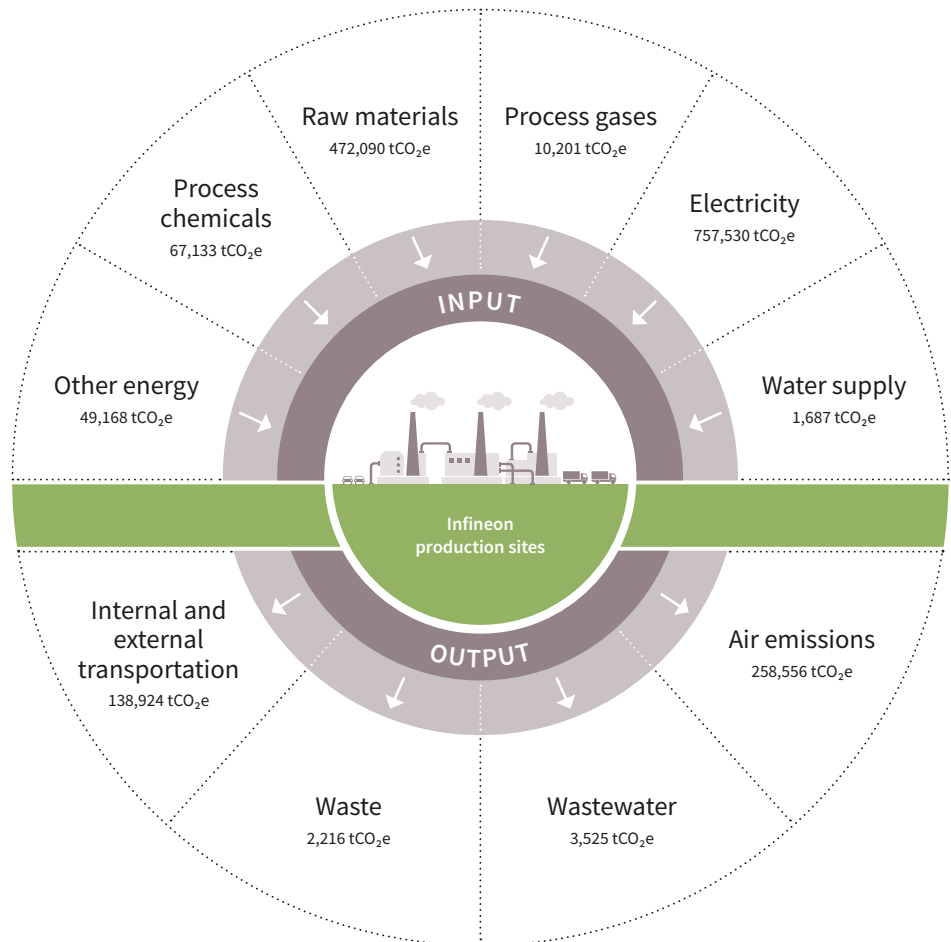 Raw materials
472,090 tCO₂e
Process gases
10,201 tCO₂e
Process
chemicals
67,133 tCO₂e
Electricity
757,530 tCO₂e
Other energy
49,168 tCO₂e
Water supply
1,687 tCO₂e
INPUT
Infineon
production sites
OUTPUT
Internal and
external
transportation
138,924 tCO₂e
Air emissions
258,556 tCO₂e
Waste
2,216 tCO₂e
Wastewater
3,525 tCO₂e